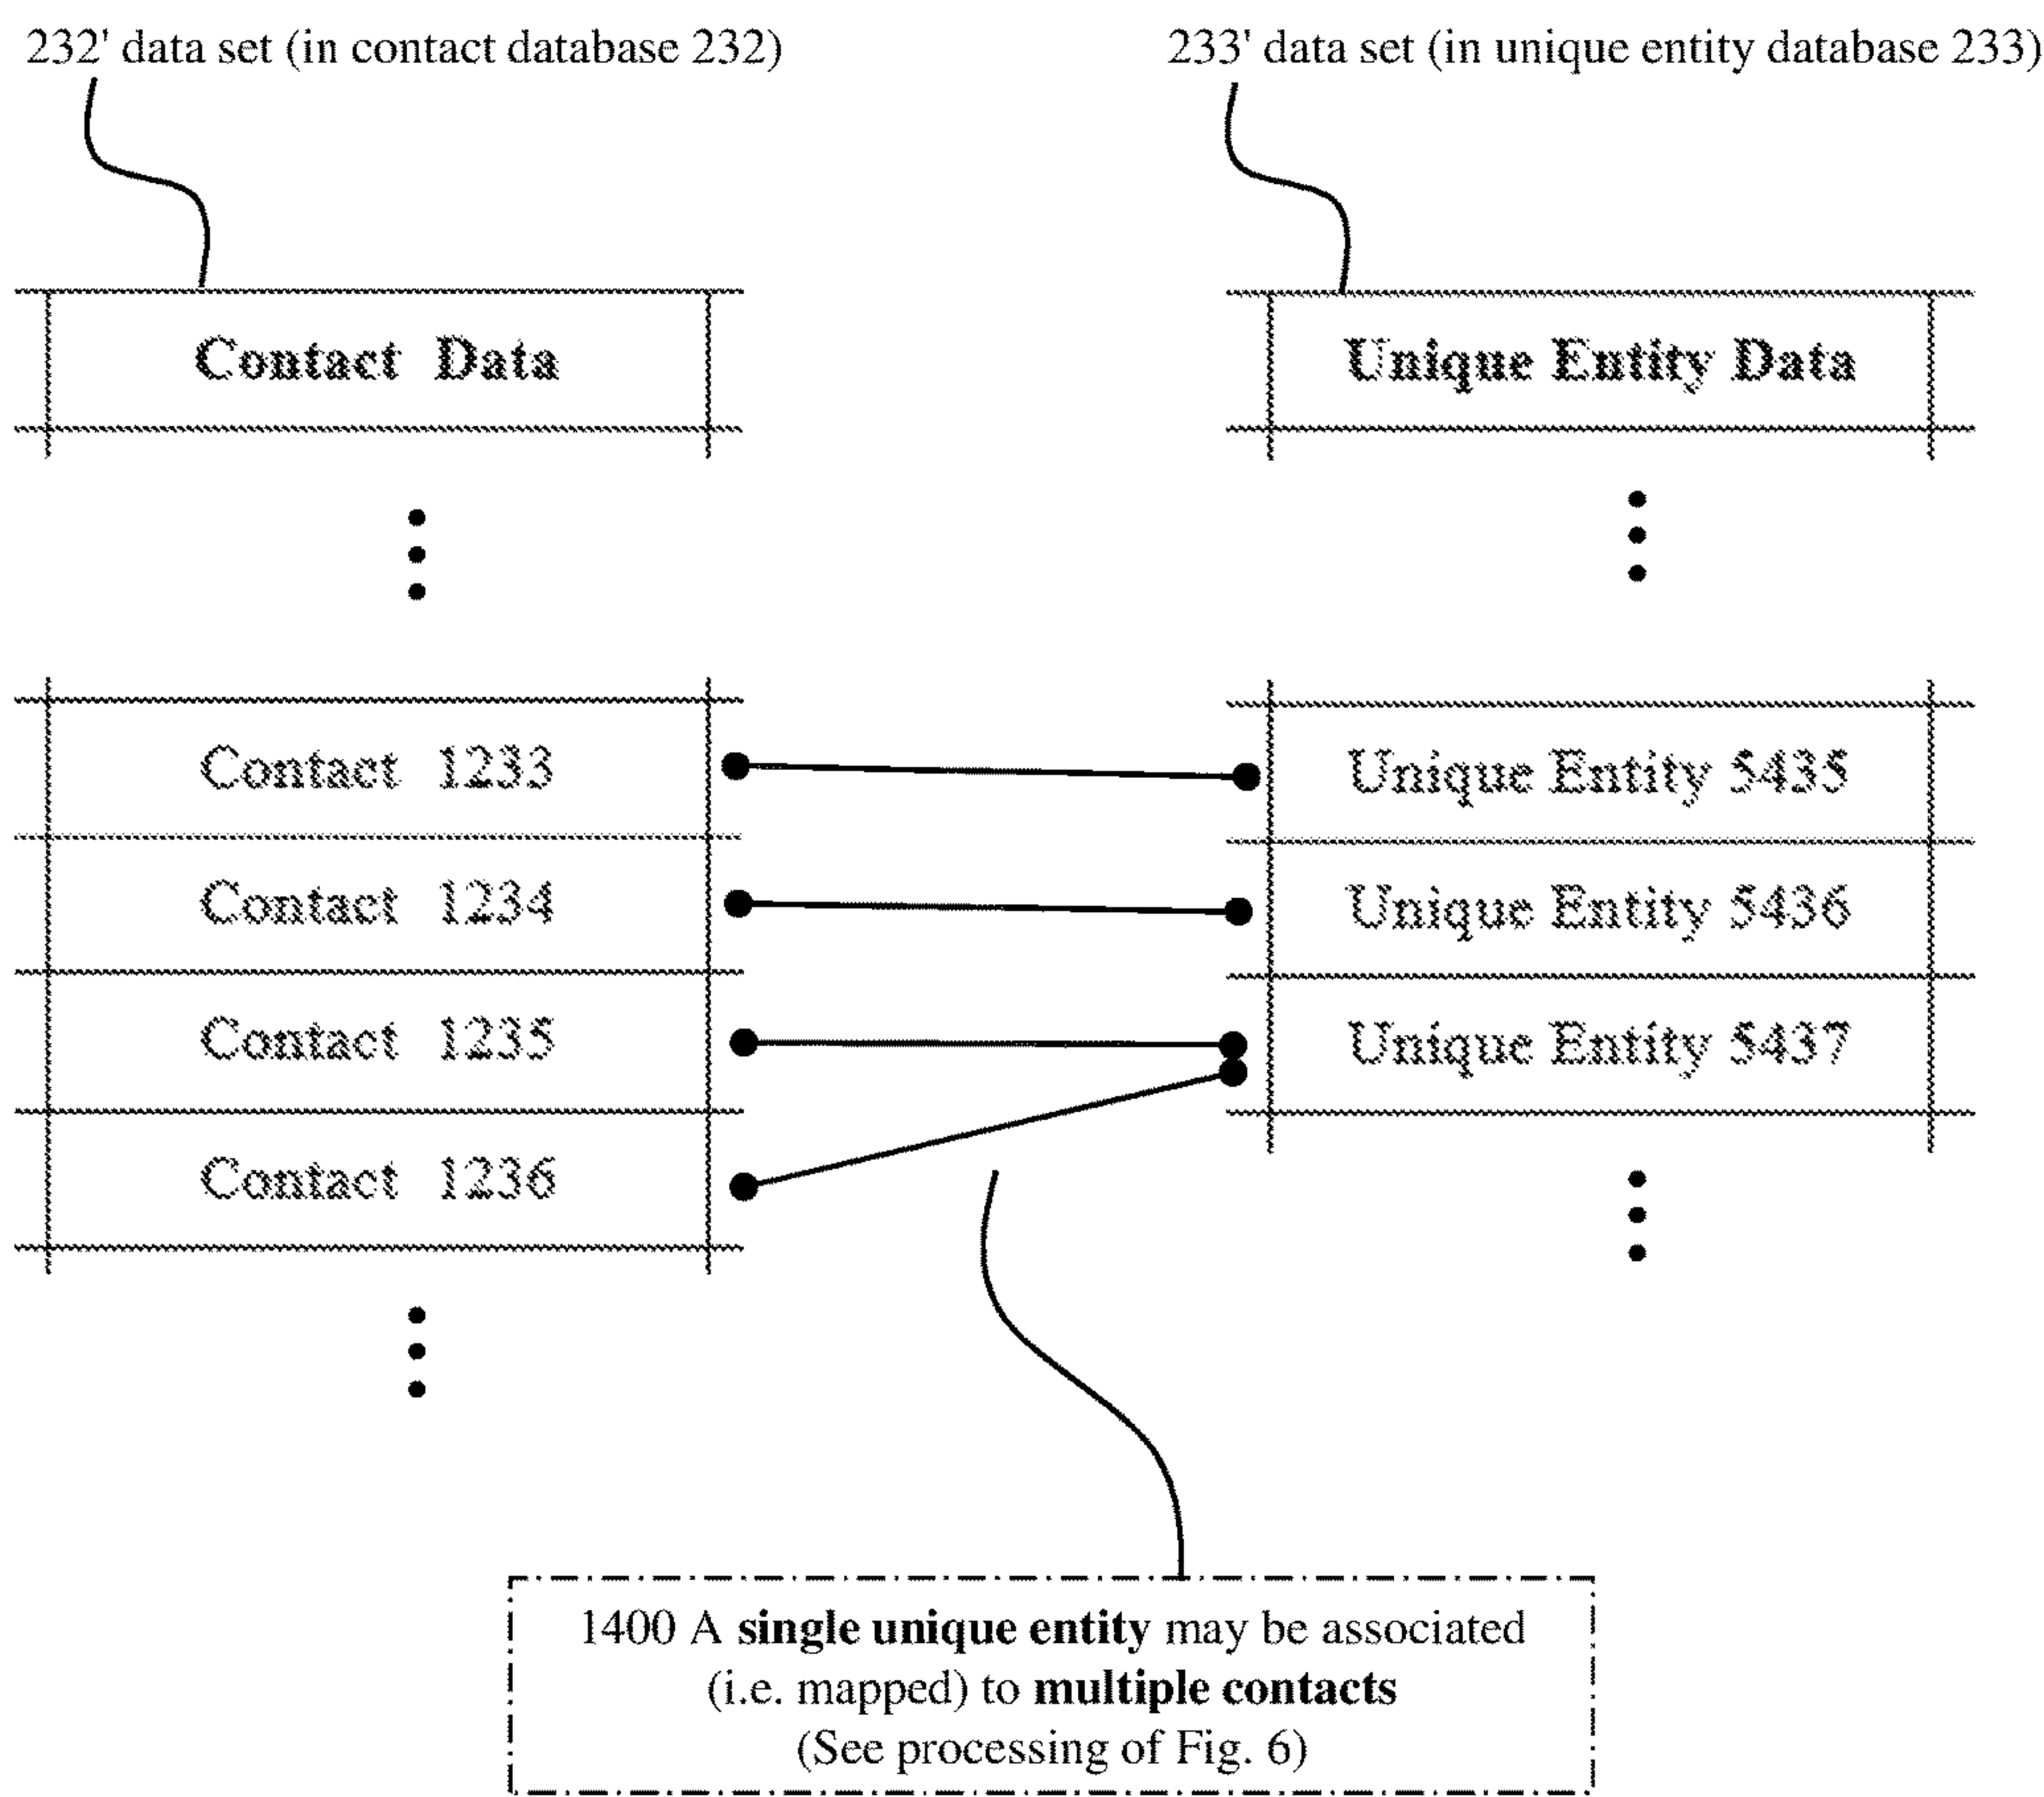 232' data set (in contact database 232)
233' data set (in unique entity database 233)
Contact Data
Unique Entity Data
Contact 1233
Unique Entity 5435
Contact 1234
Unique Entity 5436
Contact 1235
Unique Entity 5437
Contact 1236
1400 A single unique entity may be associated
(i.e. mapped) to multiple contacts
(See processing of Fig. 6)